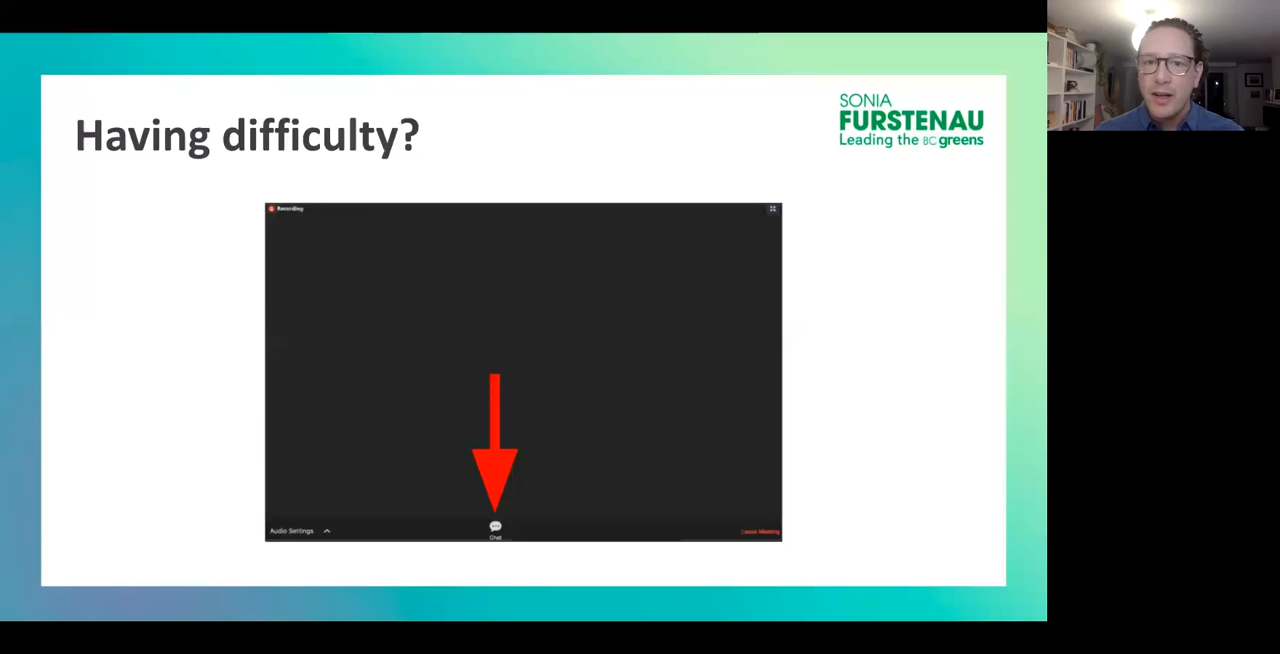 Having difficulty?
SONIA
FURSTENAU
Leading the BC greens
Recording
Audio Settings
Chat
Leave Meeting